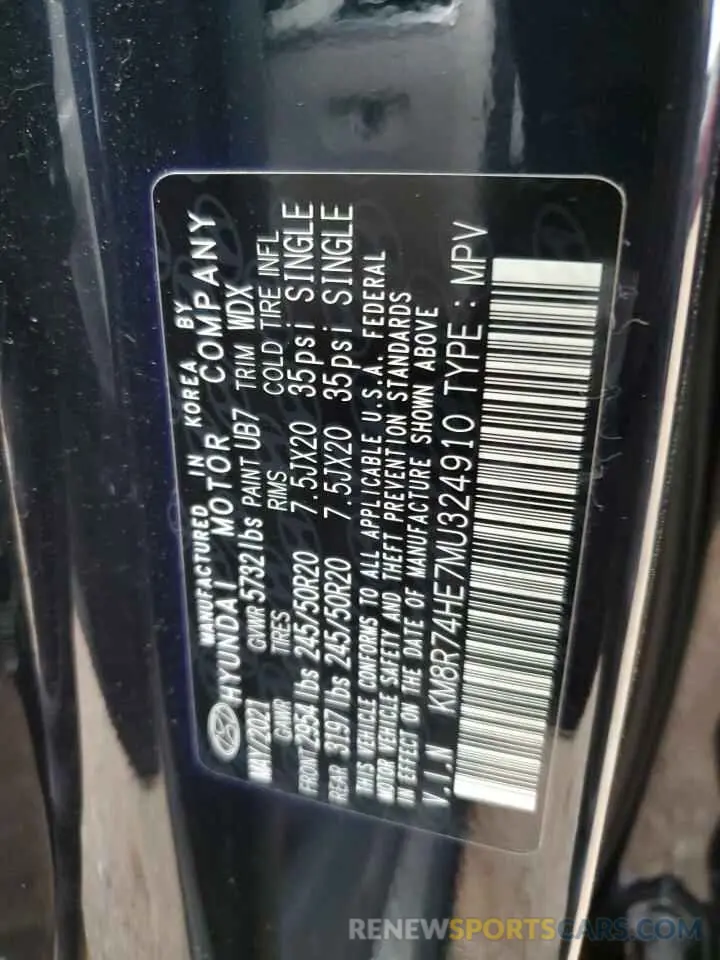 MANUFACTURED IN KOREA BY
HYUNDAI MOTOR COMPANY
MAY/2021 GVWR 5732 lbs PAINT UB7 TRIM WDX
GAWR TIRES RIMS COLD TIRE INFL
FRONT 2954 lbs 245/50R20 7.5JX20 35psi SINGLE
REAR 3197 lbs 245/50R20 7.5JX20 35psi SINGLE
THIS VEHICLE CONFORMS TO ALL APPLICABLE U.S.A. FEDERAL
MOTOR VEHICLE SAFETY AND THEFT PREVENTION STANDARDS
IN EFFECT ON THE DATE OF MANUFACTURE SHOWN ABOVE
V.I.N KM8R74HE7MU324910 TYPE : MPV
RENEWSPORTSCARS.COM